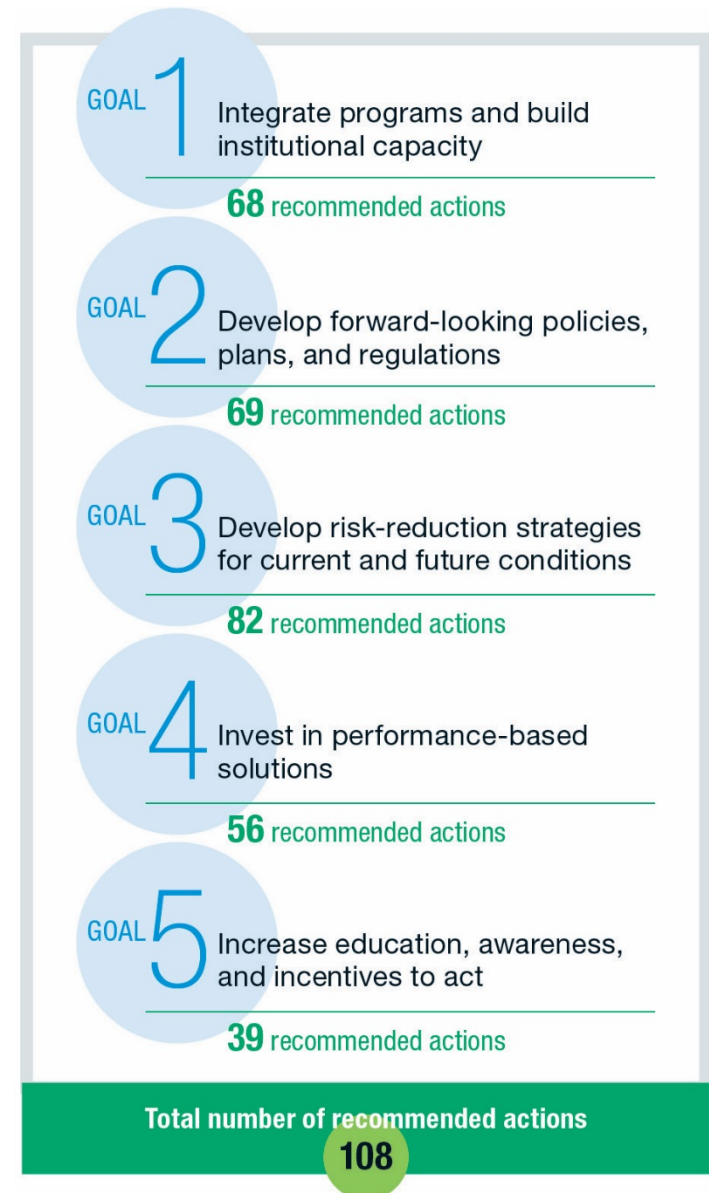 GOAL 1
Integrate programs and build
institutional capacity
68 recommended actions
GOAL 2
Develop forward-looking policies,
plans, and regulations
69 recommended actions
GOAL 3
Develop risk-reduction strategies
for current and future conditions
82 recommended actions
GOAL 4
Invest in performance-based
solutions
56 recommended actions
GOAL 5
Increase education, awareness,
and incentives to act
39 recommended actions
Total number of recommended actions
108